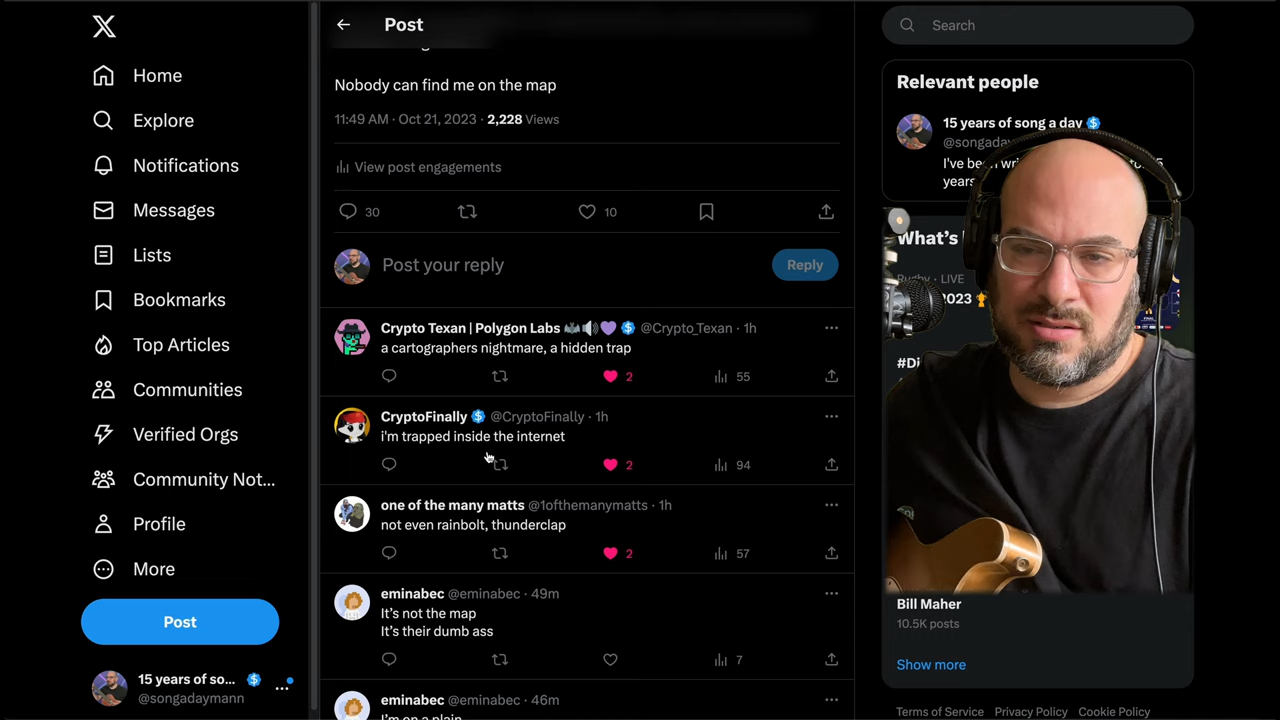 Post
Search
Home
Explore
Notifications
Messages
Lists
Bookmarks
Top Articles
Communities
Verified Orgs
Community Not...
Profile
More
Post
15 years of so...
@songadaymann
Nobody can find me on the map
11:49 AM · Oct 21, 2023 · 2,228 Views
View post engagements
30
10
Post your reply
Reply
Crypto Texan | Polygon Labs @Crypto_Texan · 1h
a cartographers nightmare, a hidden trap
2
55
CryptoFinally @CryptoFinally · 1h
i'm trapped inside the internet
2
94
one of the many matts @1ofthemanymatts · 1h
not even rainbolt, thunderclap
2
57
eminabec @eminabec · 49m
It's not the map
It's their dumb ass
7
eminabec @eminabec · 46m
I'm on a plain
Relevant people
15 years of song a day
@songaday
I've been
years
What's
Rugby · LIVE
2023
#Di
Bill Maher
10.5K posts
Show more
Terms of Service Privacy Policy Cookie Policy